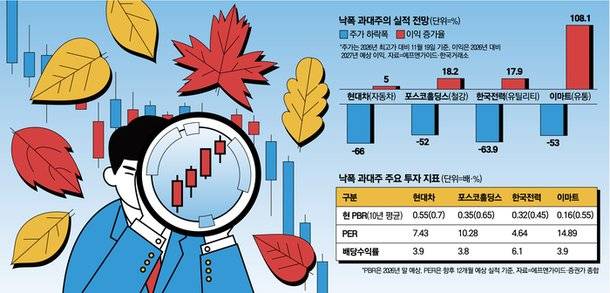 낙폭 과대주의 실적 전망(단위=%)
주가 하락폭 이익 증가율
*주가는 2026년 최고가 대비 11월 19일 기준, 이익은 2026년 대비
2027년 예상 이익. 자료=에프앤가이드·한국거래소
108.1
5 18.2 17.9
현대차(자동차) 포스코홀딩스(철강) 한국전력(유틸리티) 이마트(유통)
-66 -52 -63.9 -53
낙폭 과대주 주요 투자 지표(단위=배·%)
구분 현대차 포스코홀딩스 한국전력 이마트
현 PBR(10년 평균) 0.55(0.7) 0.35(0.65) 0.32(0.45) 0.16(0.55)
PER 7.43 10.28 4.64 14.89
배당수익률 3.9 3.8 6.1 3.9
*PBR은 2026년 말 예상, PER은 향후 12개월 예상 실적 기준, 자료=에프앤가이드·증권가 종합